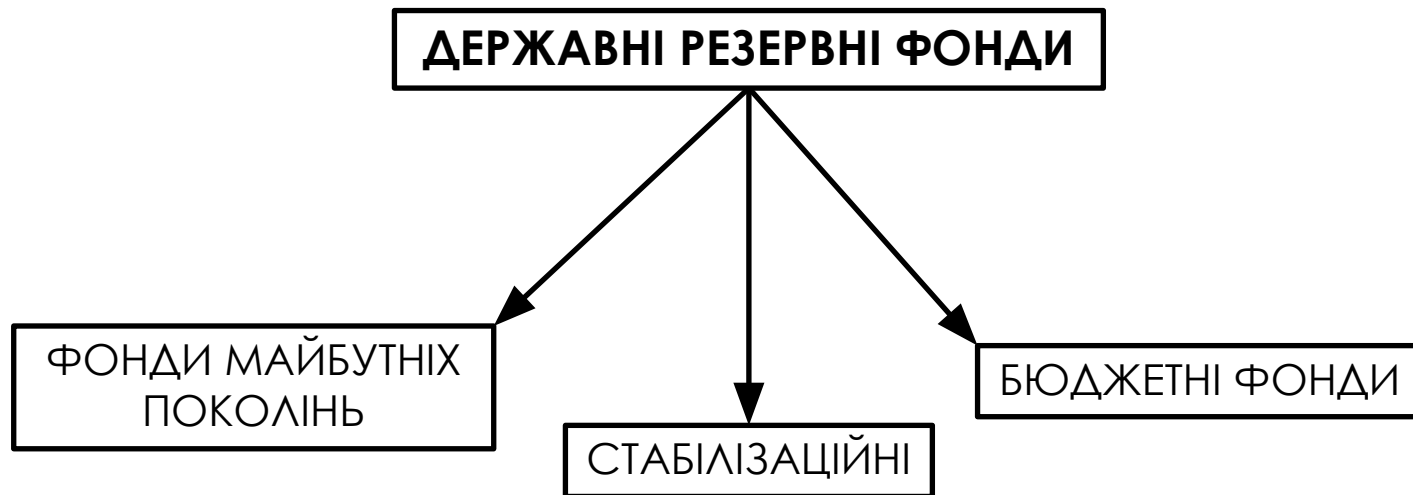 ДЕРЖАВНІ РЕЗЕРВНІ ФОНДИ
ФОНДИ МАЙБУТНІХ
ПОКОЛІНЬ
СТАБІЛІЗАЦІЙНІ
БЮДЖЕТНІ ФОНДИ